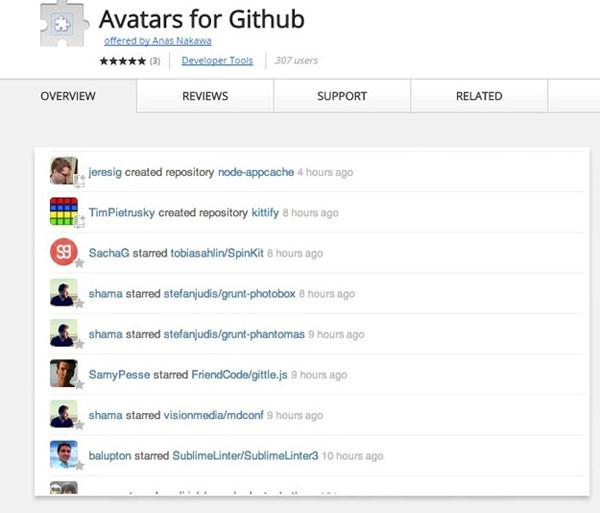 Avatars for Github
offered by Anas Nakawa
★★★★★ (3) Developer Tools 307 users
OVERVIEW REVIEWS SUPPORT RELATED
jeresig created repository node-appcache 4 hours ago
TimPietrusky created repository kittify 8 hours ago
SG
SachaG starred tobiasahlin/SpinKit 8 hours ago
shama starred stefanjudis/grunt-photobox 8 hours ago
shama starred stefanjudis/grunt-phantomas 9 hours ago
SamyPesse starred FriendCode/gittle.js 9 hours ago
shama starred visionmedia/mdconf 9 hours ago
balupton starred SublimeLinter/SublimeLinter3 10 hours ago